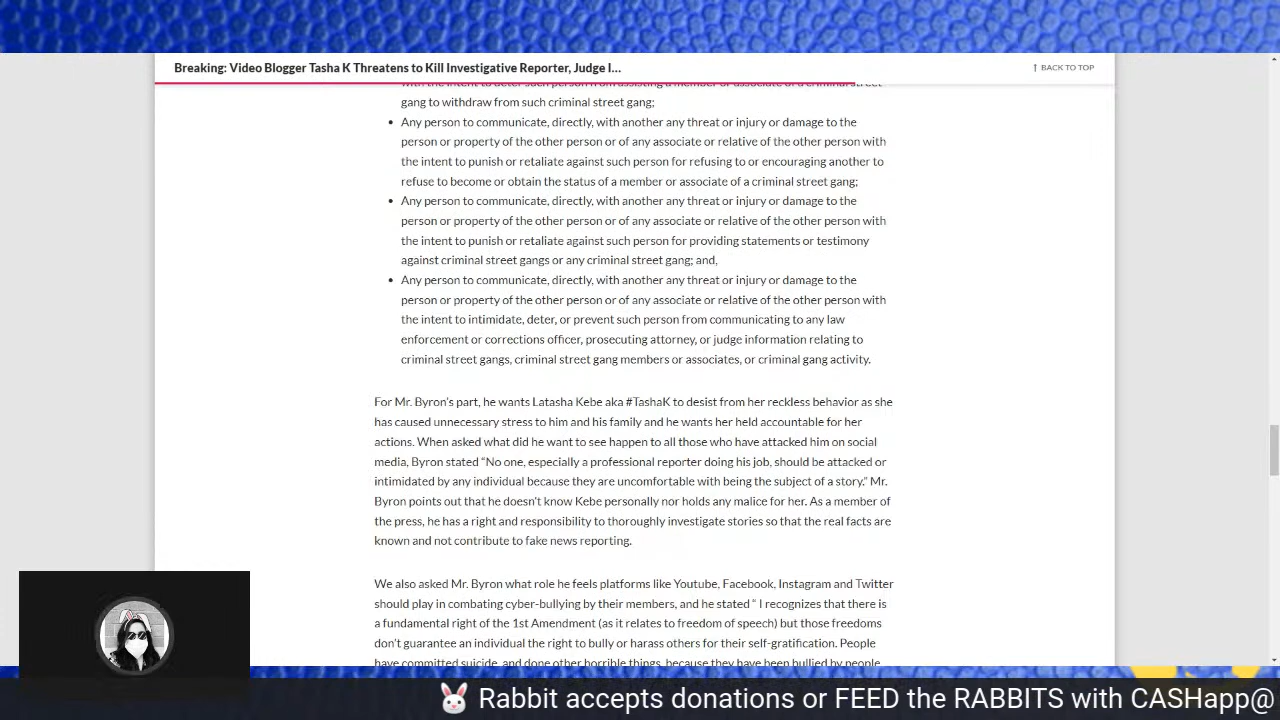 Breaking: Video Blogger Tasha K Threatens to Kill Investigative Reporter, Judge I...
↑ BACK TO TOP
with the intent to deter such person from assisting a member or associate of a criminal street
gang to withdraw from such criminal street gang;
• Any person to communicate, directly, with another any threat or injury or damage to the
person or property of the other person or of any associate or relative of the other person with
the intent to punish or retaliate against such person for refusing to or encouraging another to
refuse to become or obtain the status of a member or associate of a criminal street gang;
• Any person to communicate, directly, with another any threat or injury or damage to the
person or property of the other person or of any associate or relative of the other person with
the intent to punish or retaliate against such person for providing statements or testimony
against criminal street gangs or any criminal street gang; and,
• Any person to communicate, directly, with another any threat or injury or damage to the
person or property of the other person or of any associate or relative of the other person with
the intent to intimidate, deter, or prevent such person from communicating to any law
enforcement or corrections officer, prosecuting attorney, or judge information relating to
criminal street gangs, criminal street gang members or associates, or criminal gang activity.
For Mr. Byron's part, he wants Latasha Kebe aka #TashaK to desist from her reckless behavior as she
has caused unnecessary stress to him and his family and he wants her held accountable for her
actions. When asked what did he want to see happen to all those who have attacked him on social
media, Byron stated “No one, especially a professional reporter doing his job, should be attacked or
intimidated by any individual because they are uncomfortable with being the subject of a story.” Mr.
Byron points out that he doesn't know Kebe personally nor holds any malice for her. As a member of
the press, he has a right and responsibility to thoroughly investigate stories so that the real facts are
known and not contribute to fake news reporting.
We also asked Mr. Byron what role he feels platforms like Youtube, Facebook, Instagram and Twitter
should play in combating cyber-bullying by their members, and he stated “ I recognizes that there is
a fundamental right of the 1st Amendment (as it relates to freedom of speech) but those freedoms
don't guarantee an individual the right to bully or harass others for their self-gratification. People
have committed suicide, and done other horrible things, because they have been bullied by people
🐰 Rabbit accepts donations or FEED the RABBITS with CASHapp@